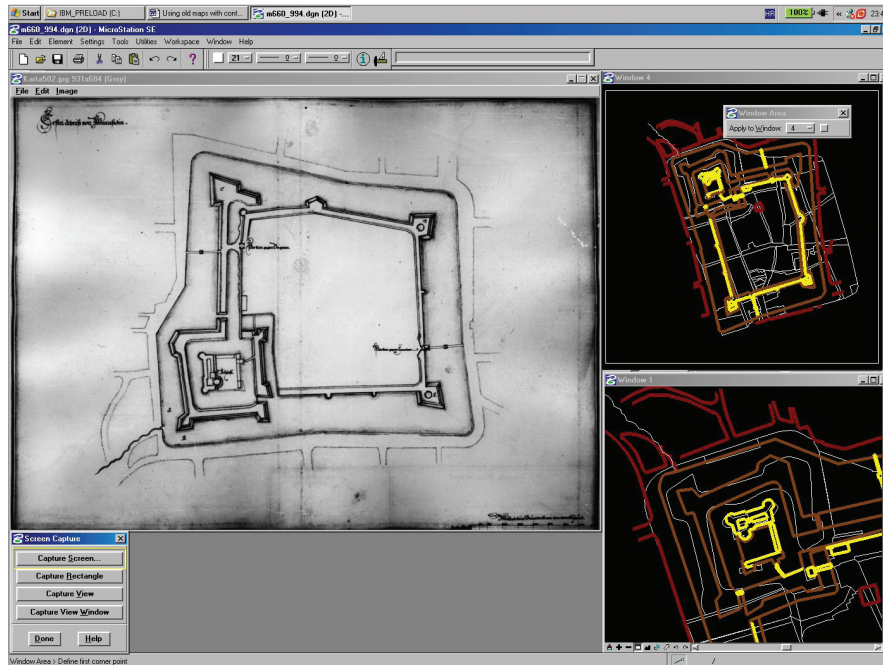 Start IBM_PRELOAD (C:) Using old maps with cont... m660_994.dgn [2D] -... 100%
m660_994.dgn [2D] - MicroStation SE
File Edit Element Settings Tools Utilities Workspace Window Help
21 0 0
Karta502.jpg 931x684 (Grey)
File Edit Image
Window 4
Window Area
Apply to Window: 4
Window 1
Screen Capture
Capture Screen...
Capture Rectangle
Capture View
Capture View Window
Done Help
Window Area > Define first corner point